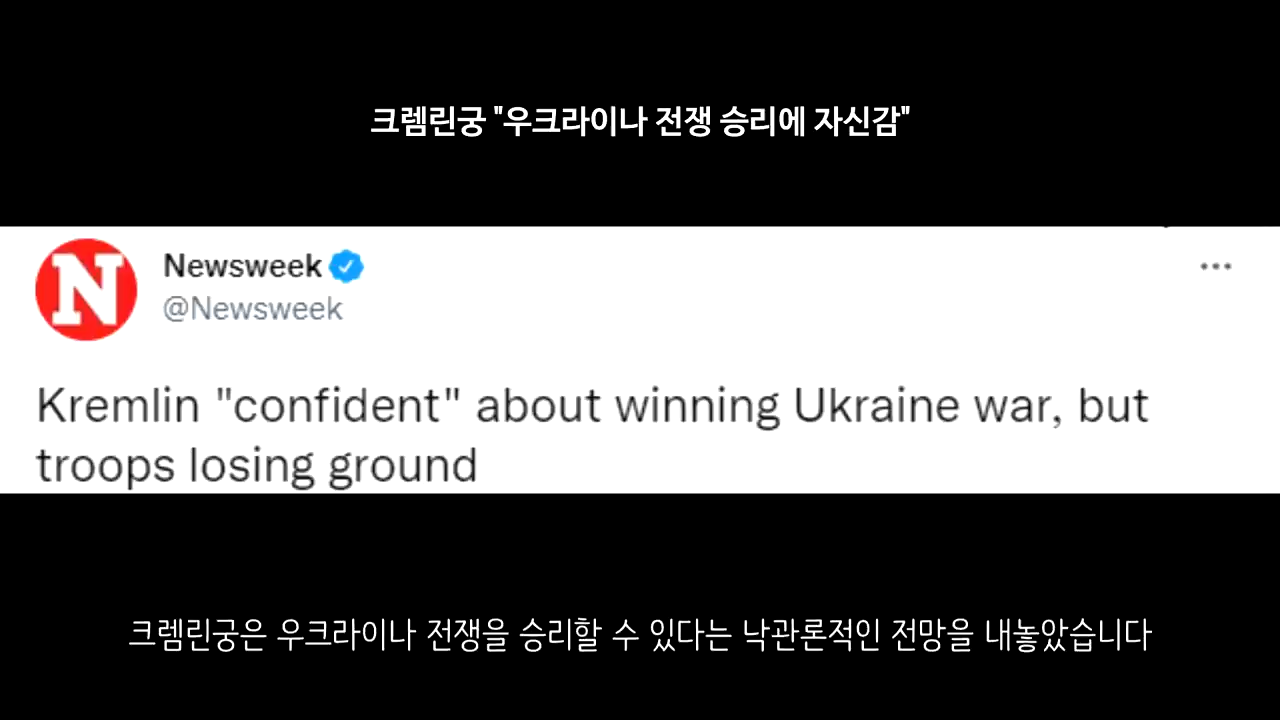 크렘린궁 "우크라이나 전쟁 승리에 자신감"
N
Newsweek
@Newsweek
Kremlin "confident" about winning Ukraine war, but
troops losing ground
크렘린궁은 우크라이나 전쟁을 승리할 수 있다는 낙관론적인 전망을 내놓았습니다